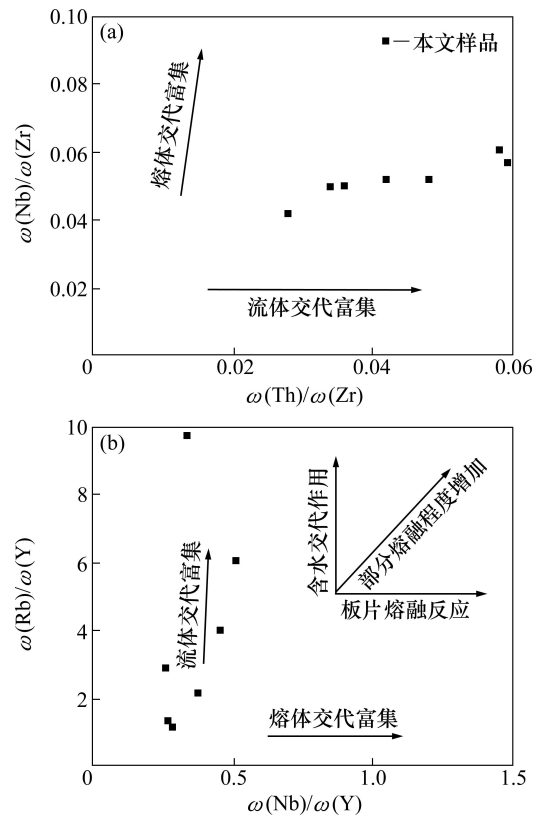 (a)
■－本文样品
0.10
0.08
0.06
0.04
0.02
0
ω(Nb)/ω(Zr)
熔体交代富集
流体交代富集
0.02
0.04
0.06
ω(Th)/ω(Zr)
(b)
10
8
6
4
2
0
ω(Rb)/ω(Y)
流体交代富集
含水交代作用
部分熔融程度增加
板片熔融反应
熔体交代富集
0.5
1.0
1.5
ω(Nb)/ω(Y)